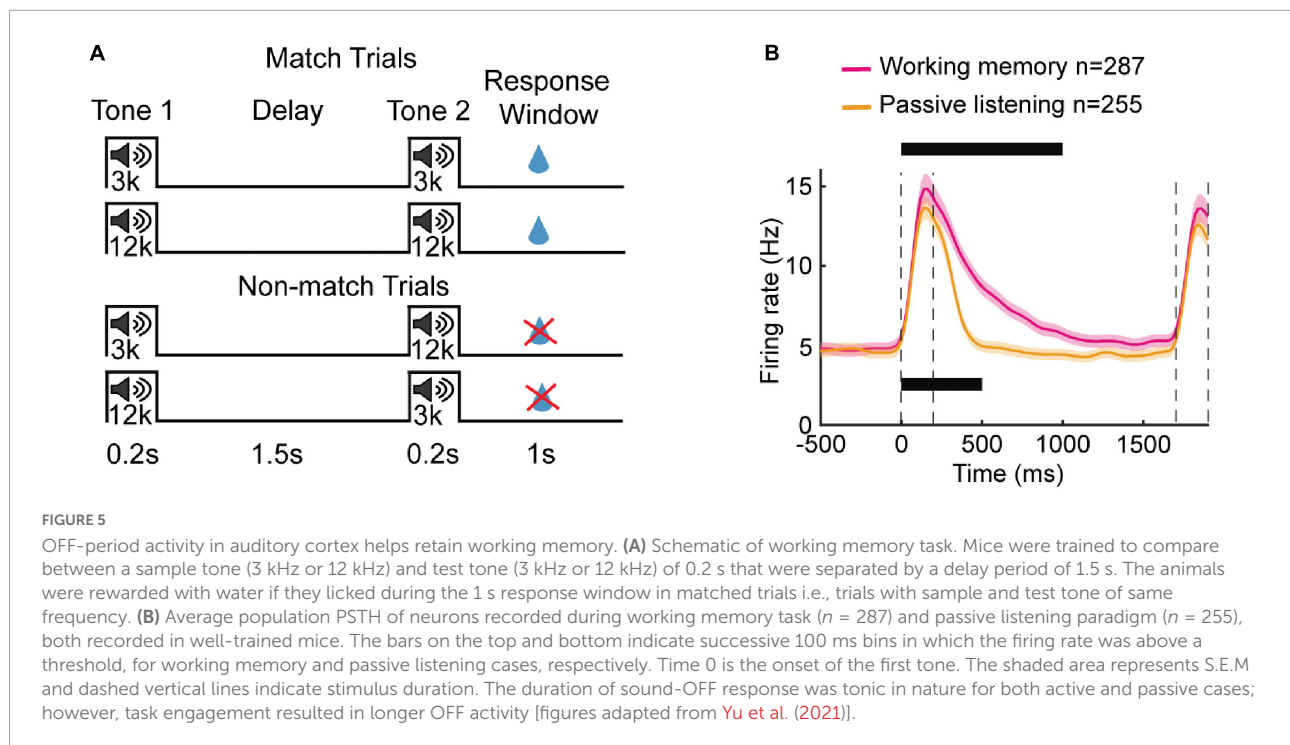 A
Match Trials
Tone 1 Delay Tone 2 Response Window
3k 3k
12k 12k
Non-match Trials
3k 12k
12k 3k
0.2s 1.5s 0.2s 1s
B
Working memory n=287
Passive listening n=255
Firing rate (Hz)
15
10
5
0
-500 0 500 1000 1500
Time (ms)
FIGURE 5
OFF-period activity in auditory cortex helps retain working memory. (A) Schematic of working memory task. Mice were trained to compare
between a sample tone (3 kHz or 12 kHz) and test tone (3 kHz or 12 kHz) of 0.2 s that were separated by a delay period of 1.5 s. The animals
were rewarded with water if they licked during the 1 s response window in matched trials i.e., trials with sample and test tone of same
frequency. (B) Average population PSTH of neurons recorded during working memory task (n = 287) and passive listening paradigm (n = 255),
both recorded in well-trained mice. The bars on the top and bottom indicate successive 100 ms bins in which the firing rate was above a
threshold, for working memory and passive listening cases, respectively. Time 0 is the onset of the first tone. The shaded area represents S.E.M
and dashed vertical lines indicate stimulus duration. The duration of sound-OFF response was tonic in nature for both active and passive cases;
however, task engagement resulted in longer OFF activity [figures adapted from Yu et al. (2021)].